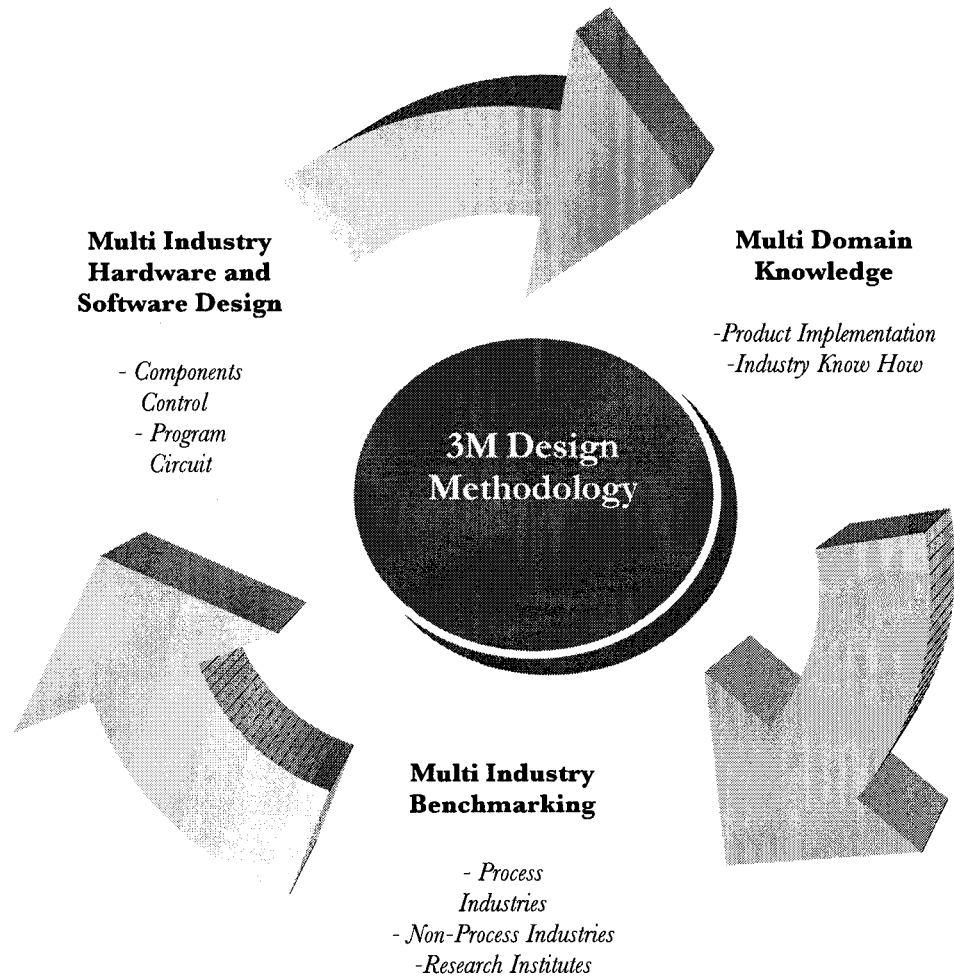 Multi Industry
Hardware and
Software Design
- Components
Control
- Program
Circuit
Multi Domain
Knowledge
-Product Implementation
-Industry Know How
3M Design
Methodology
Multi Industry
Benchmarking
- Process
Industries
- Non-Process Industries
-Research Institutes